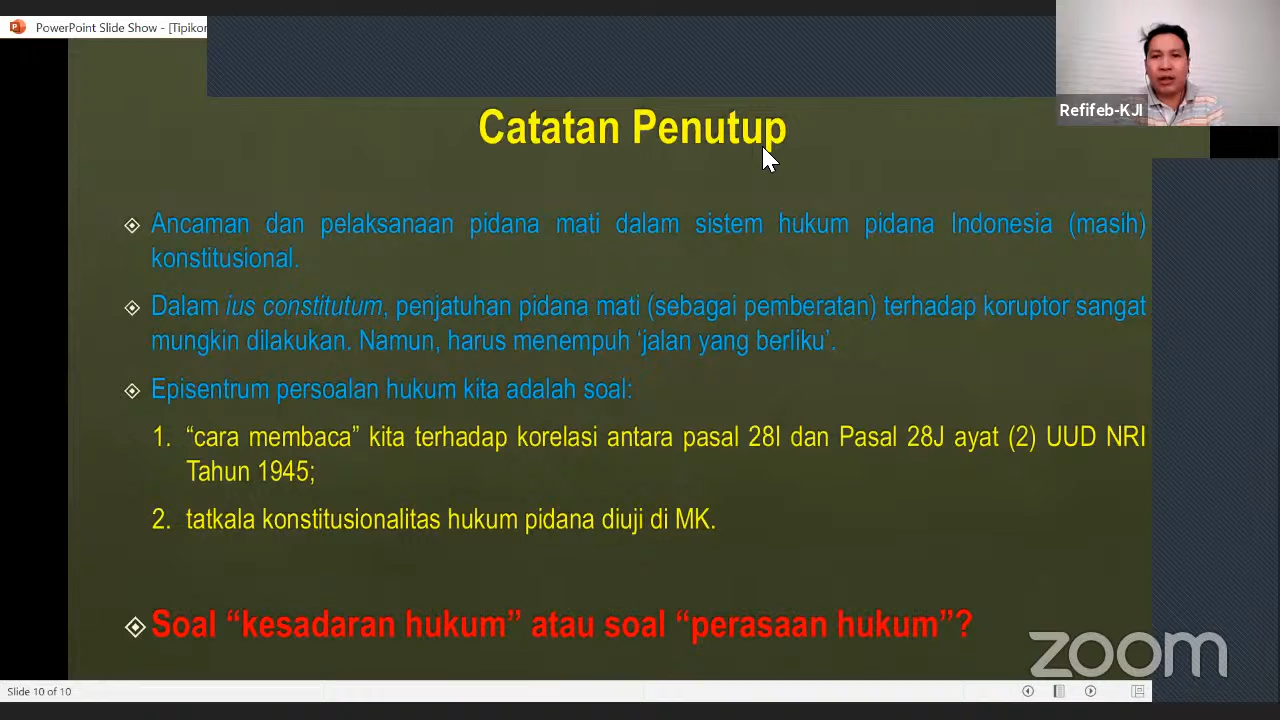 PowerPoint Slide Show - [Tipikor
Refifeb-KJI
Catatan Penutup
Ancaman dan pelaksanaan pidana mati dalam sistem hukum pidana Indonesia (masih)
konstitusional.
Dalam ius constitutum, penjatuhan pidana mati (sebagai pemberatan) terhadap koruptor sangat
mungkin dilakukan. Namun, harus menempuh ‘jalan yang berliku’.
Episentrum persoalan hukum kita adalah soal:
1. “cara membaca” kita terhadap korelasi antara pasal 28I dan Pasal 28J ayat (2) UUD NRI
Tahun 1945;
2. tatkala konstitusionalitas hukum pidana diuji di MK.
Soal “kesadaran hukum” atau soal “perasaan hukum”?
zoom
Slide 10 of 10